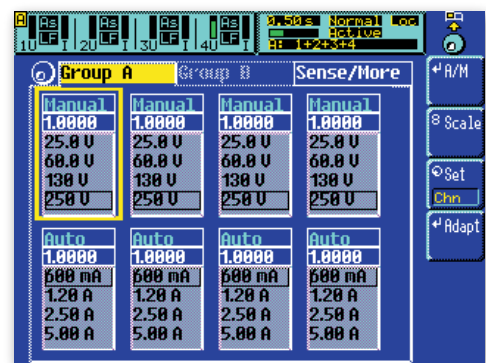 A As As As As 0.50s Normal Loc
LF LF LF LF Active
1U I 2U I 3U I 4U I A: 1+2+3+4
Group A Group B Sense/More
A/M
8 Scale
Set
Chn
Adapt
Manual Manual Manual Manual
1.0000 1.0000 1.0000 1.0000
25.0 V 25.0 V 25.0 V 25.0 V
60.0 V 60.0 V 60.0 V 60.0 V
130 V 130 V 130 V 130 V
250 V 250 V 250 V 250 V
Auto Auto Auto Auto
1.0000 1.0000 1.0000 1.0000
600 mA 600 mA 600 mA 600 mA
1.20 A 1.20 A 1.20 A 1.20 A
2.50 A 2.50 A 2.50 A 2.50 A
5.00 A 5.00 A 5.00 A 5.00 A